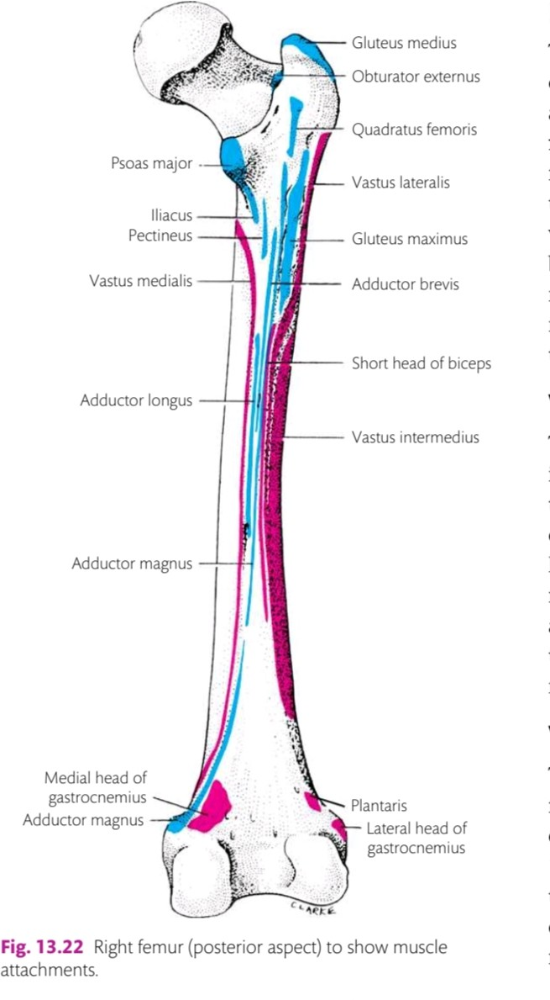 Gluteus medius
Obturator externus
Quadratus femoris
Psoas major
Vastus lateralis
Iliacus
Pectineus
Gluteus maximus
Vastus medialis
Adductor brevis
Short head of biceps
Adductor longus
Vastus intermedius
Adductor magnus
Medial head of
gastrocnemius
Adductor magnus
Plantaris
Lateral head of
gastrocnemius
CLARKE
Fig. 13.22 Right femur (posterior aspect) to show muscle
attachments.